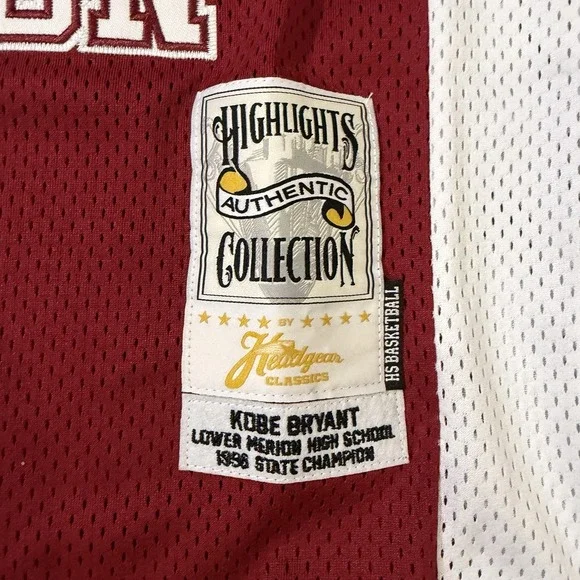 HIGHLIGHTS
AUTHENTIC
COLLECTION
BY
Headgear
CLASSICS
HS BASKETBALL
KOBE BRYANT
LOWER MERION HIGH SCHOOL
1996 STATE CHAMPION